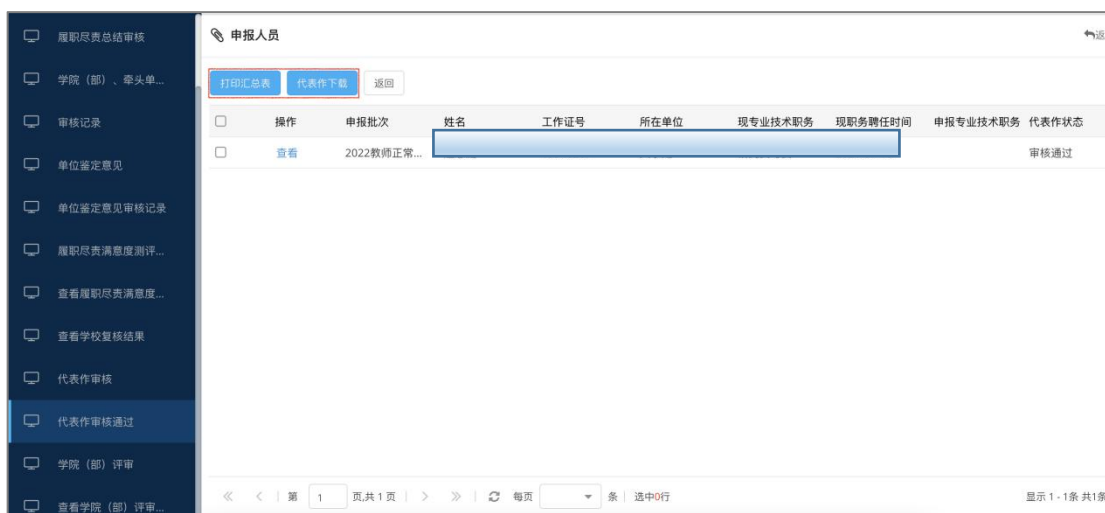 履职尽责总结审核
学院（部）、牵头单...
审核记录
单位鉴定意见
单位鉴定意见审核记录
履职尽责满意度测评...
查看履职尽责满意度...
查看学校复核结果
代表作审核
代表作审核通过
学院（部）评审
查看学院（部）评审...
申报人员 返
打印汇总表 代表作下载 返回
操作 申报批次 姓名 工作证号 所在单位 现专业技术职务 现职务聘任时间 申报专业技术职务 代表作状态
查看 2022教师正常... 审核通过
第 1 页,共1页 每页 条 选中0行 显示 1 - 1条 共1条